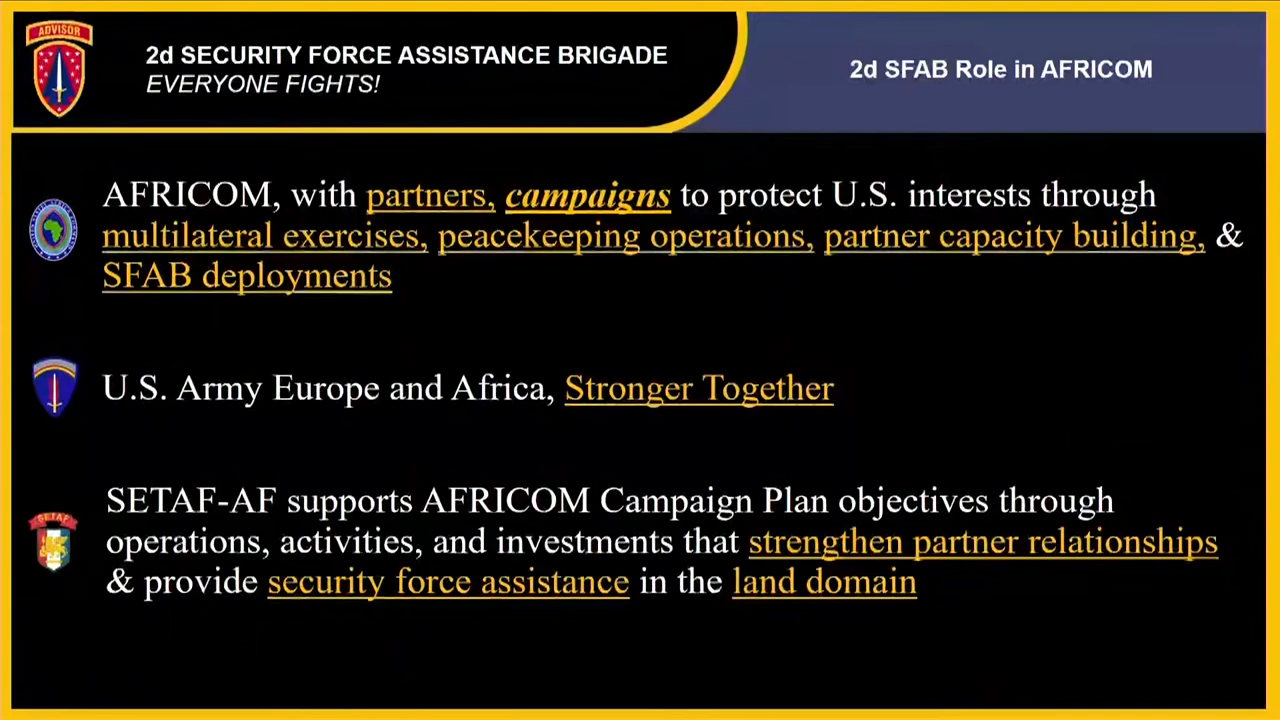 ADVISOR
2d SECURITY FORCE ASSISTANCE BRIGADE
EVERYONE FIGHTS!
2d SFAB Role in AFRICOM
AFRICOM, with partners, campaigns to protect U.S. interests through
multilateral exercises, peacekeeping operations, partner capacity building, &
SFAB deployments
U.S. Army Europe and Africa, Stronger Together
SETAF
SETAF-AF supports AFRICOM Campaign Plan objectives through
operations, activities, and investments that strengthen partner relationships
& provide security force assistance in the land domain